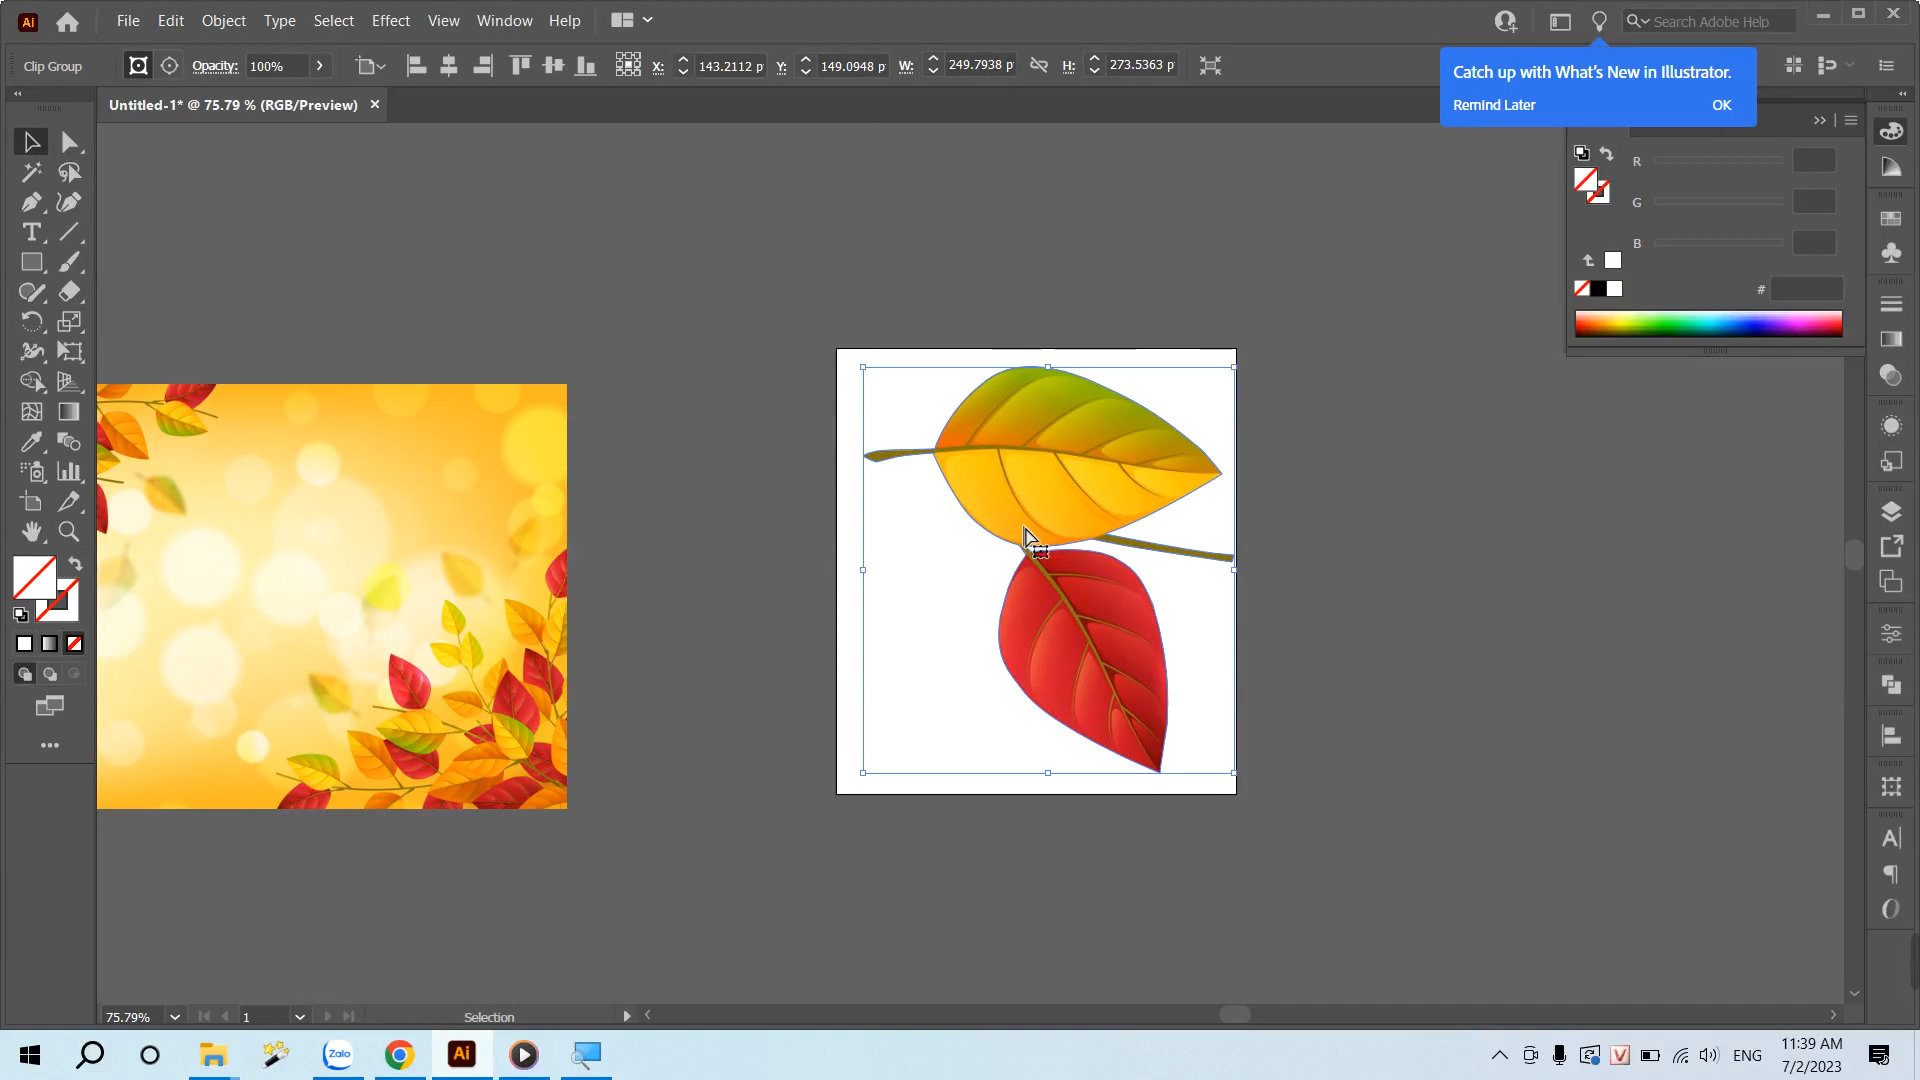 Ai File Edit Object Type Select Effect View Window Help Search Adobe Help
Clip Group Opacity: 100% X: 143.2112 p Y: 149.0948 p W: 249.7938 p H: 273.5363 p
Catch up with What's New in Illustrator.
Remind Later OK
Untitled-1* @ 75.79 % (RGB/Preview)
R
G
B
#
75.79% 1 Selection
Zalo Ai V ENG 11:39 AM
7/2/2023